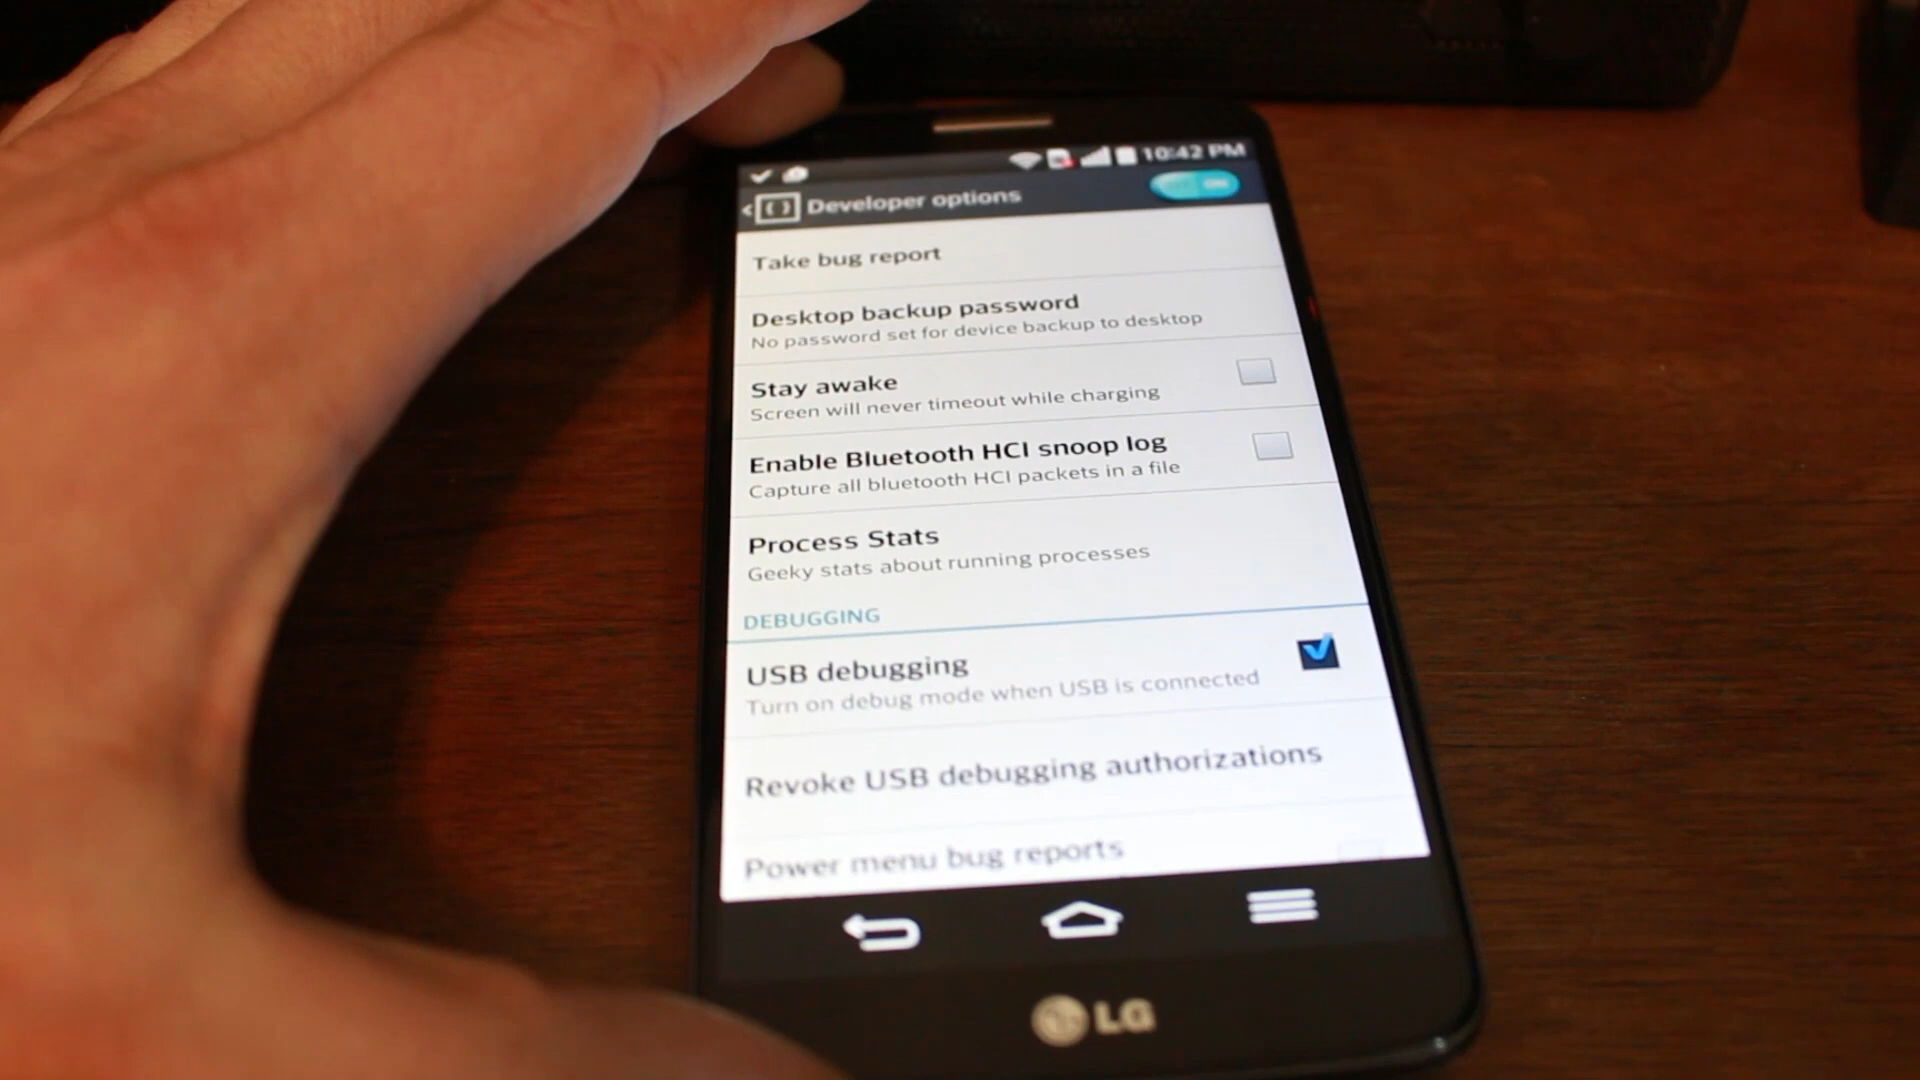 10:42 PM
Developer options
ON
Take bug report
Desktop backup password
No password set for device backup to desktop
Stay awake
Screen will never timeout while charging
Enable Bluetooth HCI snoop log
Capture all bluetooth HCI packets in a file
Process Stats
Geeky stats about running processes
DEBUGGING
USB debugging
Turn on debug mode when USB is connected
Revoke USB debugging authorizations
Power menu bug reports
LG